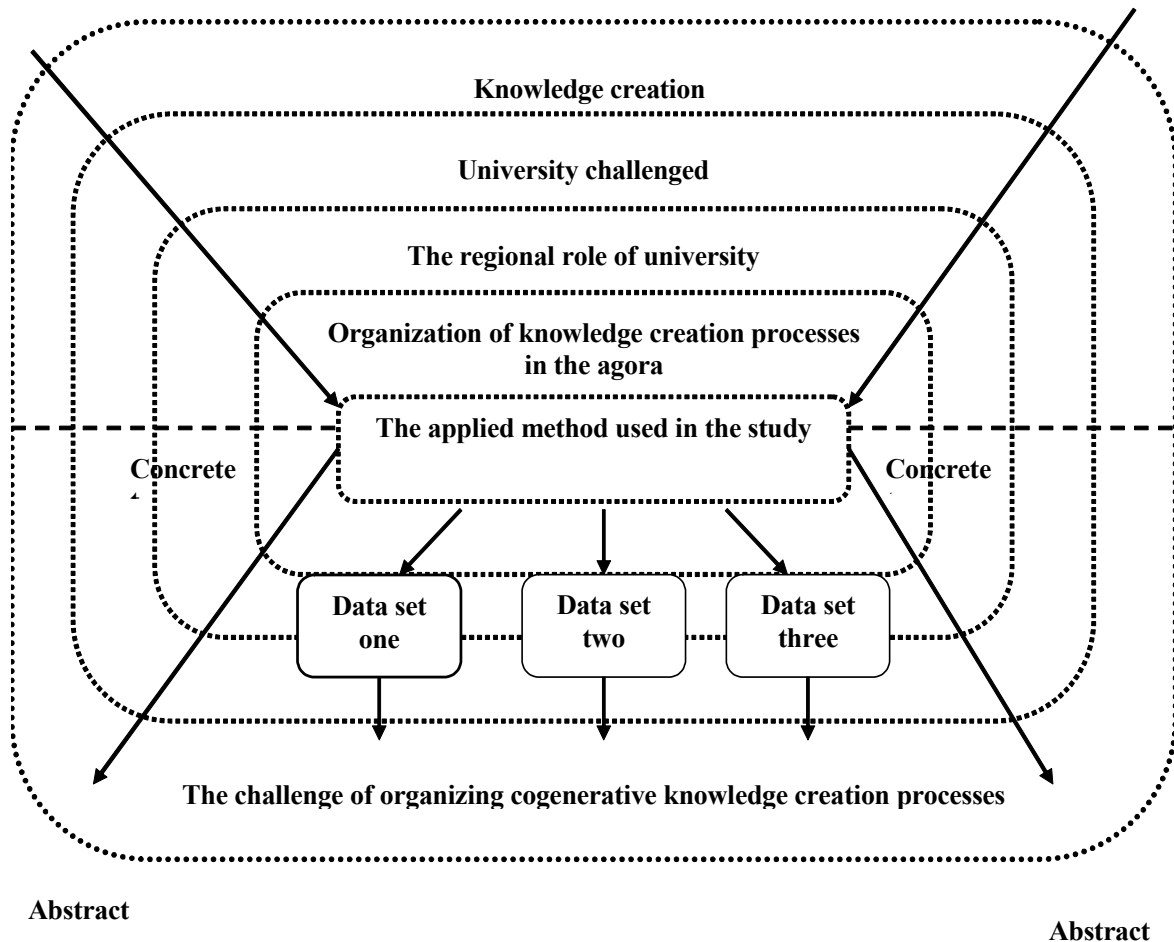 Knowledge creation
University challenged
The regional role of university
Organization of knowledge creation processes
in the agora
The applied method used in the study
Concrete
Concrete
Data set
one
Data set
two
Data set
three
The challenge of organizing cogenerative knowledge creation processes
Abstract
Abstract